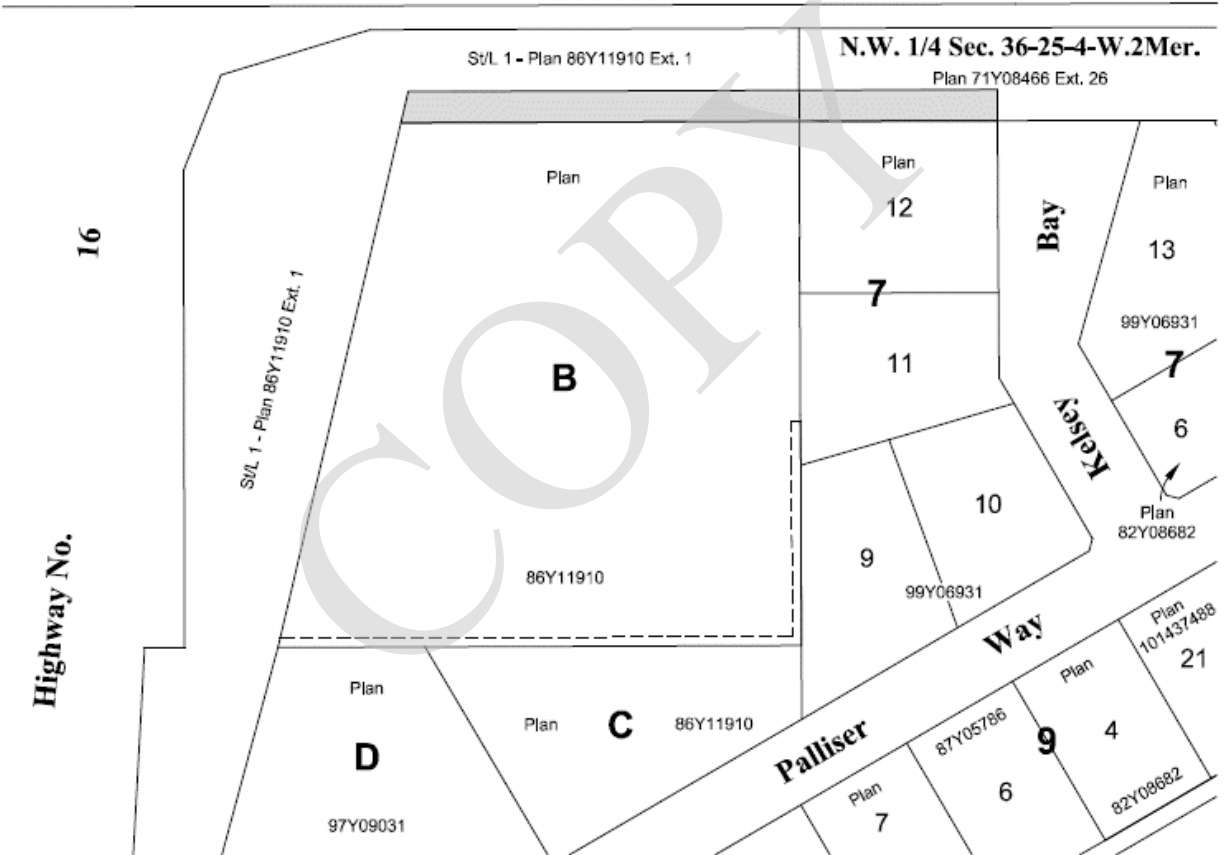 St/L 1 - Plan 86Y11910 Ext. 1
N.W. 1/4 Sec. 36-25-4-W.2Mer.
Plan 71Y08466 Ext. 26
Plan
Plan
12
Plan
13
99Y06931
16
Bay
7
7
St/L 1 - Plan 86Y11910 Ext. 1
B
11
Kelsey
6
10
Plan
82Y08682
9
99Y06931
86Y11910
Highway No.
Way
Plan
101437488
21
Plan
D
97Y09031
Plan
C
86Y11910
Palliser
Plan
87Y05786
9
4
6
82Y08682
Plan
7
COPY